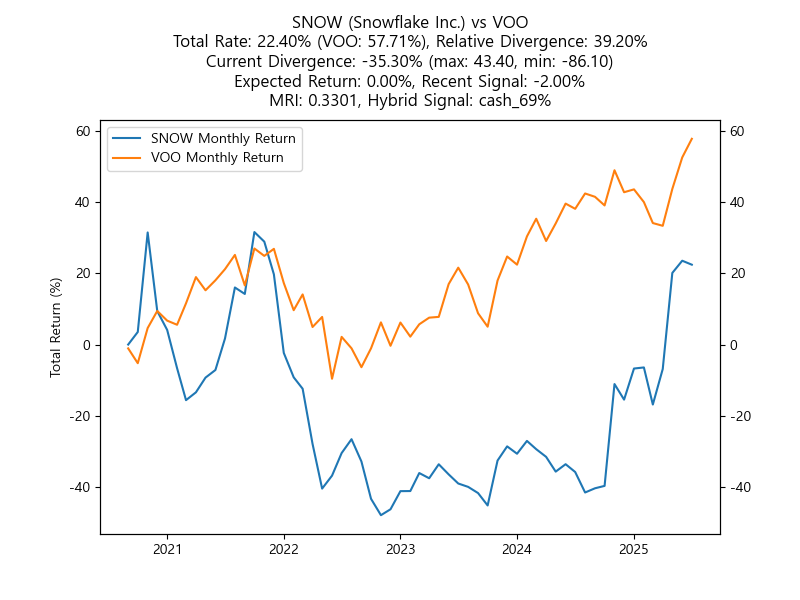 SNOW (Snowflake Inc.) vs VOO
Total Rate: 22.40% (VOO: 57.71%), Relative Divergence: 39.20%
Current Divergence: -35.30% (max: 43.40, min: -86.10)
Expected Return: 0.00%, Recent Signal: -2.00%
MRI: 0.3301, Hybrid Signal: cash_69%
SNOW Monthly Return
VOO Monthly Return
Total Return (%)
60
40
20
0
-20
-40
60
40
20
0
-20
-40
2021 2022 2023 2024 2025